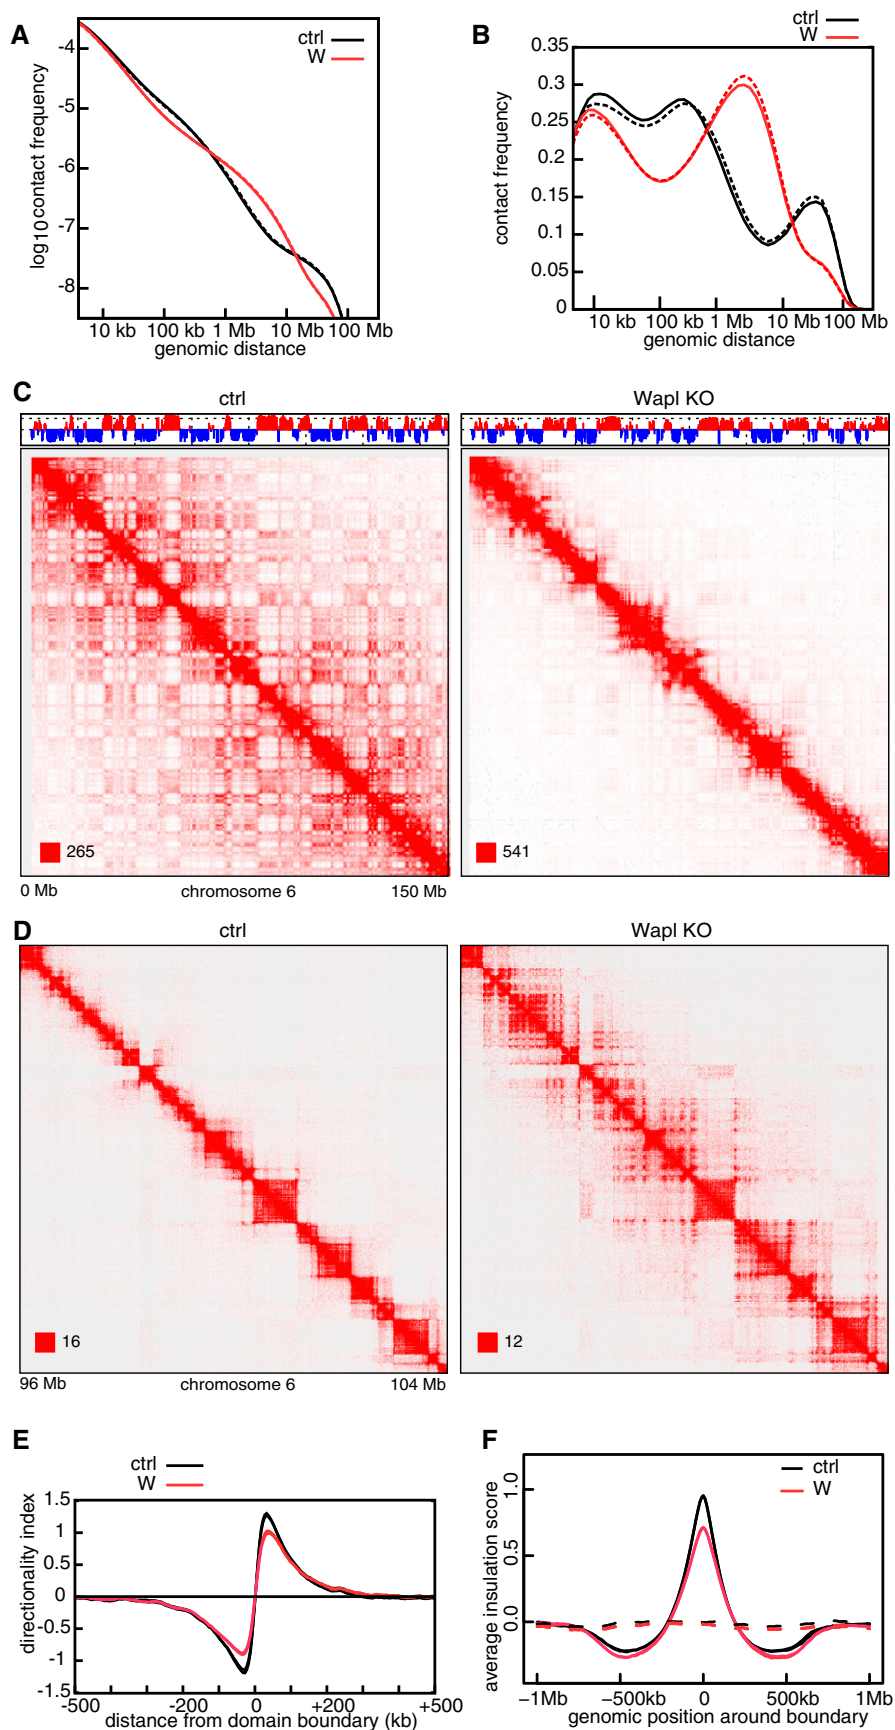 A
ctrl
W
-4
-5
-6
-7
-8
log10 contact frequency
10 kb 100 kb 1 Mb 10 Mb 100 Mb
genomic distance
B
ctrl
W
0.35
0.3
0.25
0.2
0.15
0.1
0.05
0
contact frequency
10 kb 100 kb 1 Mb 10 Mb 100 Mb
genomic distance
C
ctrl
Wapl KO
265
541
0 Mb chromosome 6 150 Mb
D
ctrl
Wapl KO
16
12
96 Mb chromosome 6 104 Mb
E
ctrl
W
1.5
1
0.5
0
-0.5
-1
-1.5
directionality index
-500 -200 0 +200 +500
distance from domain boundary (kb)
F
ctrl
W
1.0
0.5
0.0
average insulation score
−1Mb −500kb 0 500kb 1Mb
genomic position around boundary